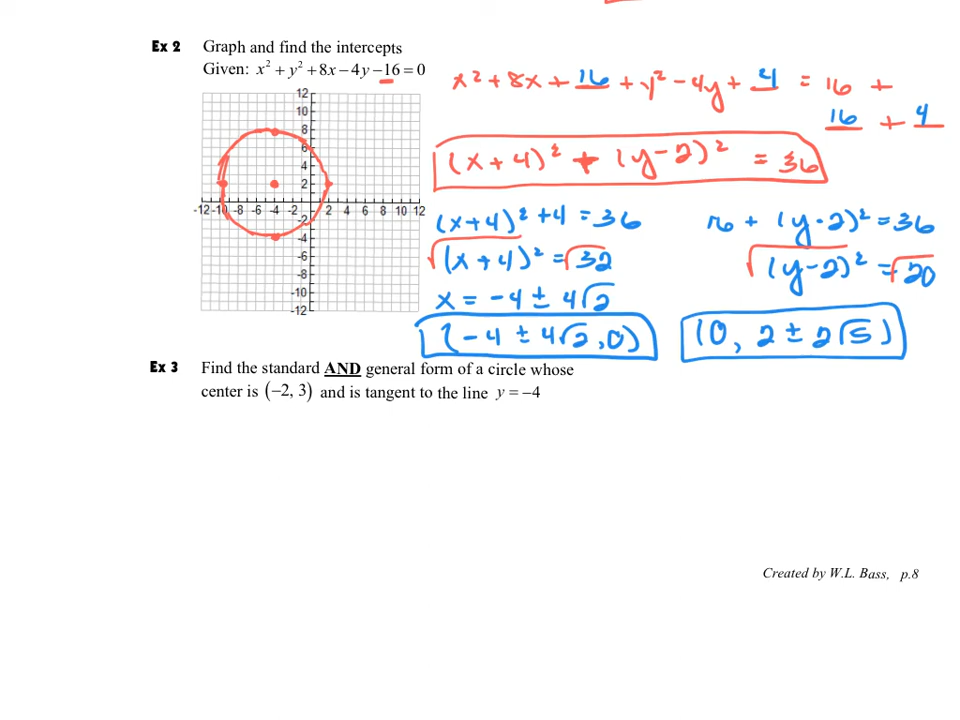 Ex 2 Graph and find the intercepts
Given: x² + y² + 8x − 4y − 16 = 0
x² + 8x + 16 + y² − 4y + 4 = 16 +
16 + 4
(x + 4)² + (y − 2)² = 36
12
10
8
6
4
2
-12 -10 -8 -6 -4 -2 2 4 6 8 10 12
-2
-4
-6
-8
-10
-12
(x+4)² + 4 = 36
√(x + 4)² = √32
x = −4 ± 4√2
(−4 ± 4√2, 0)
16 + (y − 2)² = 36
√(y − 2)² = √20
(0, 2 ± 2√5)
Ex 3 Find the standard AND general form of a circle whose
center is (−2, 3) and is tangent to the line y = −4
Created by W.L. Bass, p.8